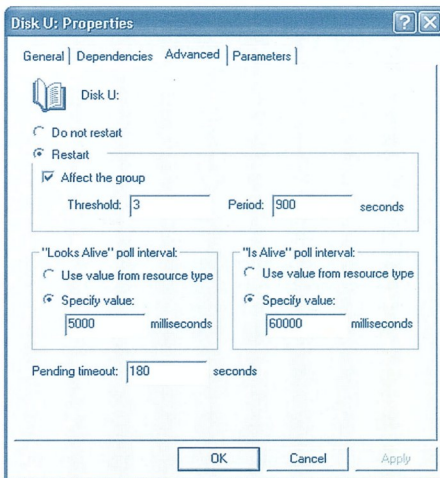 Disk U: Properties
General Dependencies Advanced Parameters
Disk U:
Do not restart
Restart
Affect the group
Threshold: 3 Period: 900 seconds
"Looks Alive" poll interval: "Is Alive" poll interval:
Use value from resource type Use value from resource type
Specify value: Specify value:
5000 milliseconds 60000 milliseconds
Pending timeout: 180 seconds
OK Cancel Apply